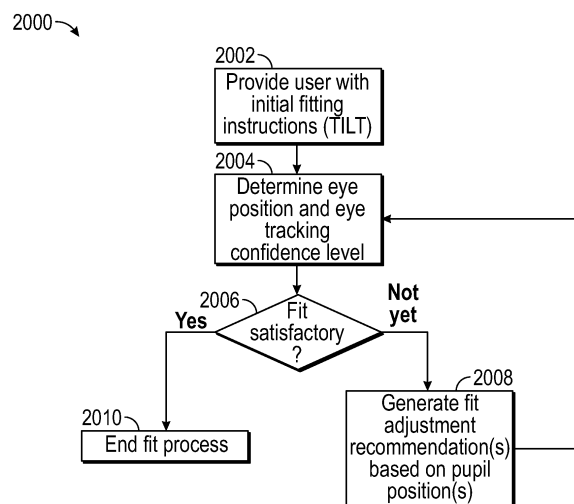 2000
2002
Provide user with
initial fitting
instructions (TILT)
2004
Determine eye
position and eye
tracking
confidence level
2006
Fit
satisfactory
?
Yes
Not
yet
2008
Generate fit
adjustment
recommendation(s)
based on pupil
position(s)
2010
End fit process